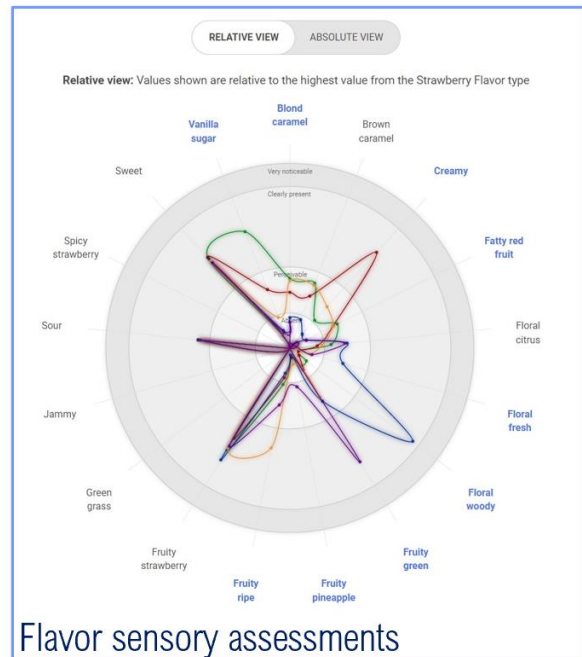 RELATIVE VIEW
ABSOLUTE VIEW
Relative view: Values shown are relative to the highest value from the Strawberry Flavor type
Blond
caramel
Brown
caramel
Creamy
Fatty red
fruit
Floral
citrus
Floral
fresh
Floral
woody
Fruity
green
Fruity
pineapple
Fruity
ripe
Fruity
strawberry
Green
grass
Jammy
Sour
Spicy
strawberry
Sweet
Vanilla
sugar
Very noticeable
Clearly present
Perceivable
Flavor sensory assessments